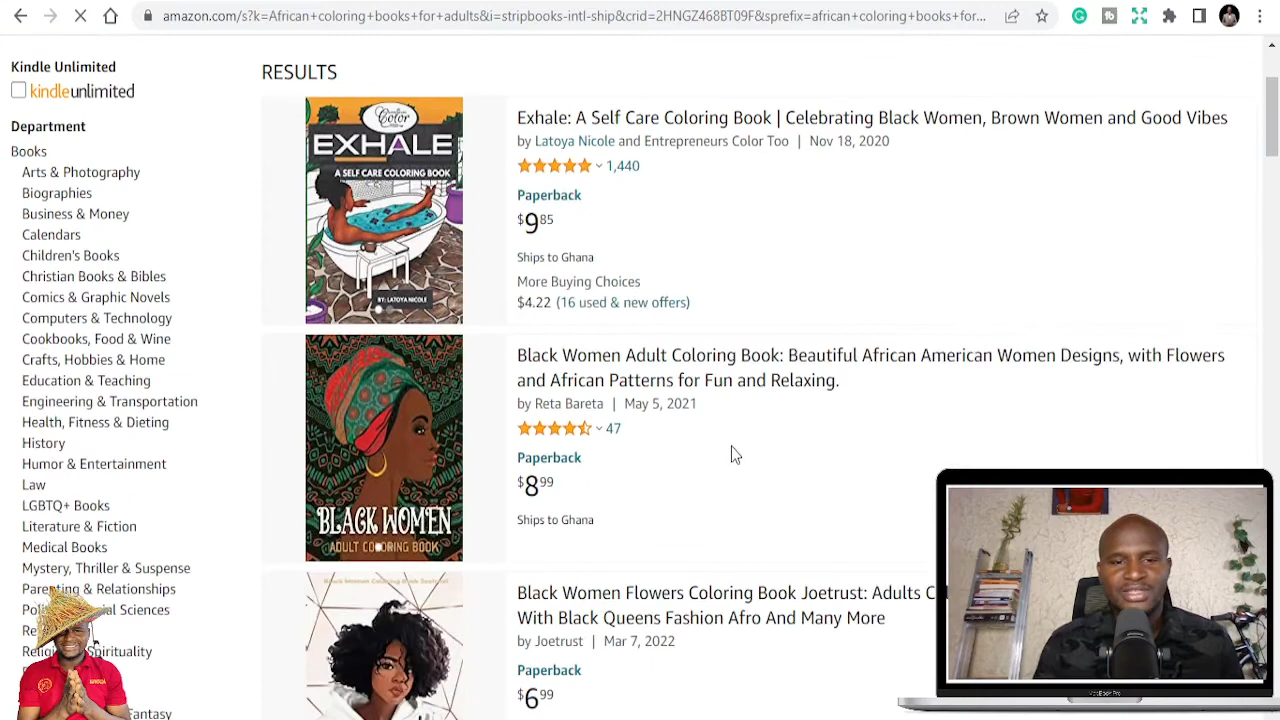 amazon.com/s?k=African+coloring+books+for+adults&i=stripbooks-intl-ship&crid=2HNGZ468BT09F&sprefix=african+coloring+books+for...
Kindle Unlimited
kindleunlimited
Department
Books
Arts & Photography
Biographies
Business & Money
Calendars
Children's Books
Christian Books & Bibles
Comics & Graphic Novels
Computers & Technology
Cookbooks, Food & Wine
Crafts, Hobbies & Home
Education & Teaching
Engineering & Transportation
Health, Fitness & Dieting
History
Humor & Entertainment
Law
LGBTQ+ Books
Literature & Fiction
Medical Books
Mystery, Thriller & Suspense
Parenting & Relationships
Sciences
Spirituality
Fantasy
RESULTS
Color
EXHALE
A SELF CARE COLORING BOOK
BY: LATOYA NICOLE
Exhale: A Self Care Coloring Book | Celebrating Black Women, Brown Women and Good Vibes
by Latoya Nicole and Entrepreneurs Color Too | Nov 18, 2020
1,440
Paperback
$9.85
Ships to Ghana
More Buying Choices
$4.22 (16 used & new offers)
BLACK WOMEN
ADULT COLORING BOOK
Black Women Adult Coloring Book: Beautiful African American Women Designs, with Flowers
and African Patterns for Fun and Relaxing.
by Reta Bareta | May 5, 2021
47
Paperback
$8.99
Ships to Ghana
Black Women Flowers Coloring Book Joetrust: Adults C
With Black Queens Fashion Afro And Many More
by Joetrust | Mar 7, 2022
Paperback
$6.99
MacBook Pro